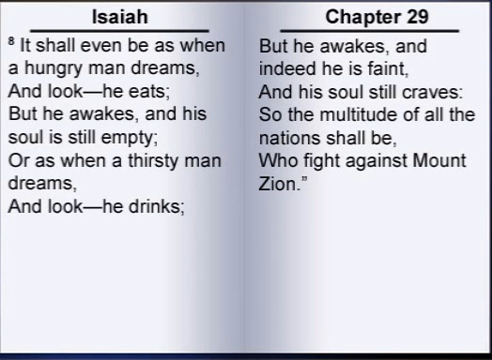 Isaiah
⁸ It shall even be as when
a hungry man dreams,
And look—he eats;
But he awakes, and his
soul is still empty;
Or as when a thirsty man
dreams,
And look—he drinks;
Chapter 29
But he awakes, and
indeed he is faint,
And his soul still craves:
So the multitude of all the
nations shall be,
Who fight against Mount
Zion.”